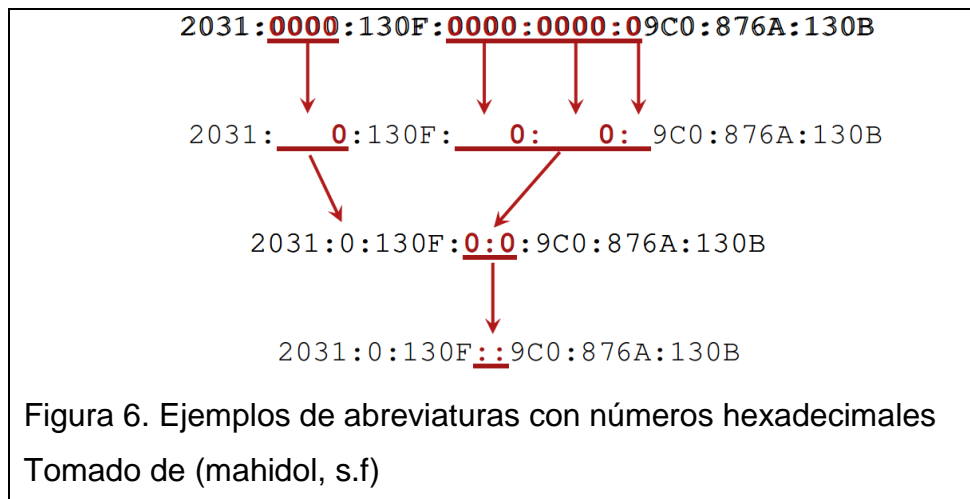 2031:0000:130F:0000:0000:09C0:876A:130B
2031: 0:130F: 0: 0: 9C0:876A:130B
2031:0:130F:0:0:9C0:876A:130B
2031:0:130F::9C0:876A:130B
Figura 6. Ejemplos de abreviaturas con números hexadecimales
Tomado de (mahidol, s.f)